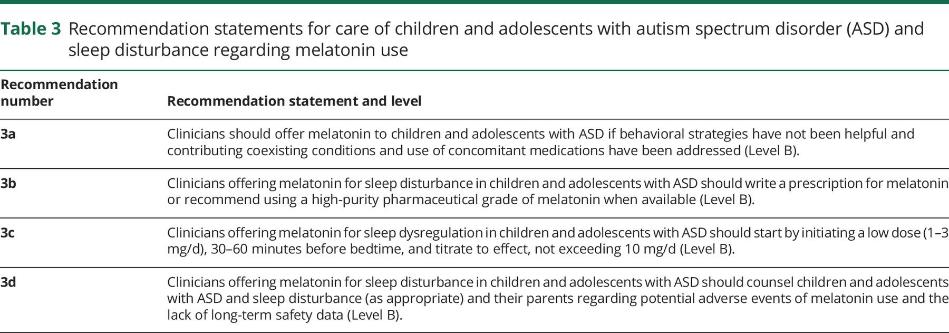 Table 3 Recommendation statements for care of children and adolescents with autism spectrum disorder (ASD) and
sleep disturbance regarding melatonin use
Recommendation
number Recommendation statement and level
3a Clinicians should offer melatonin to children and adolescents with ASD if behavioral strategies have not been helpful and
contributing coexisting conditions and use of concomitant medications have been addressed (Level B).
3b Clinicians offering melatonin for sleep disturbance in children and adolescents with ASD should write a prescription for melatonin
or recommend using a high-purity pharmaceutical grade of melatonin when available (Level B).
3c Clinicians offering melatonin for sleep dysregulation in children and adolescents with ASD should start by initiating a low dose (1–3
mg/d), 30–60 minutes before bedtime, and titrate to effect, not exceeding 10 mg/d (Level B).
3d Clinicians offering melatonin for sleep disturbance in children and adolescents with ASD should counsel children and adolescents
with ASD and sleep disturbance (as appropriate) and their parents regarding potential adverse events of melatonin use and the
lack of long-term safety data (Level B).